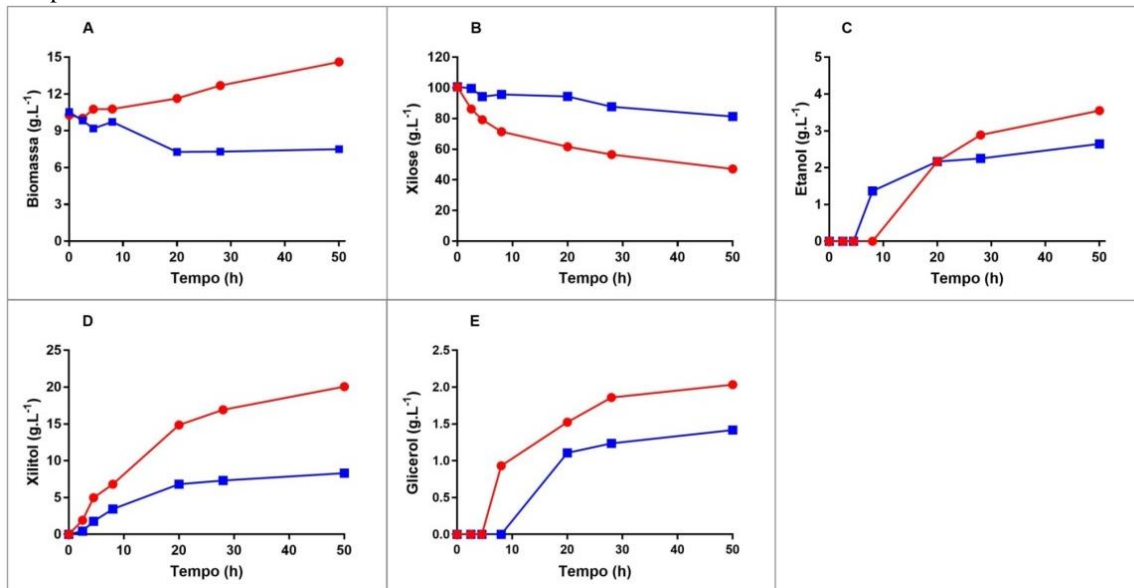 A
Biomassa (g.L⁻¹)
15
12
9
6
3
0
0 10 20 30 40 50
Tempo (h)
B
Xilose (g.L⁻¹)
120
100
80
60
40
20
0
0 10 20 30 40 50
Tempo (h)
C
Etanol (g.L⁻¹)
5
4
3
2
1
0
0 10 20 30 40 50
Tempo (h)
D
Xilitol (g.L⁻¹)
25
20
15
10
5
0
0 10 20 30 40 50
Tempo (h)
E
Glicerol (g.L⁻¹)
2.5
2.0
1.5
1.0
0.5
0.0
0 10 20 30 40 50
Tempo (h)